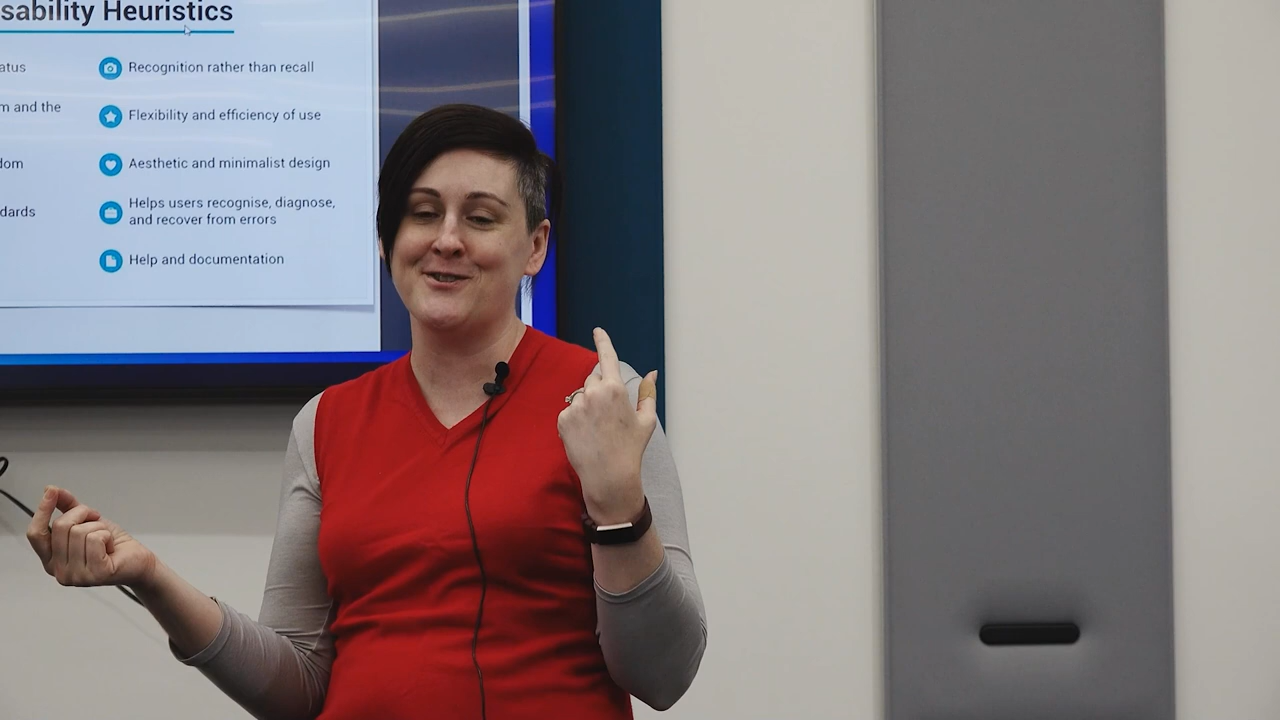 sability Heuristics
atus
Recognition rather than recall
m and the
Flexibility and efficiency of use
dom
Aesthetic and minimalist design
dards
Helps users recognise, diagnose,
and recover from errors
Help and documentation